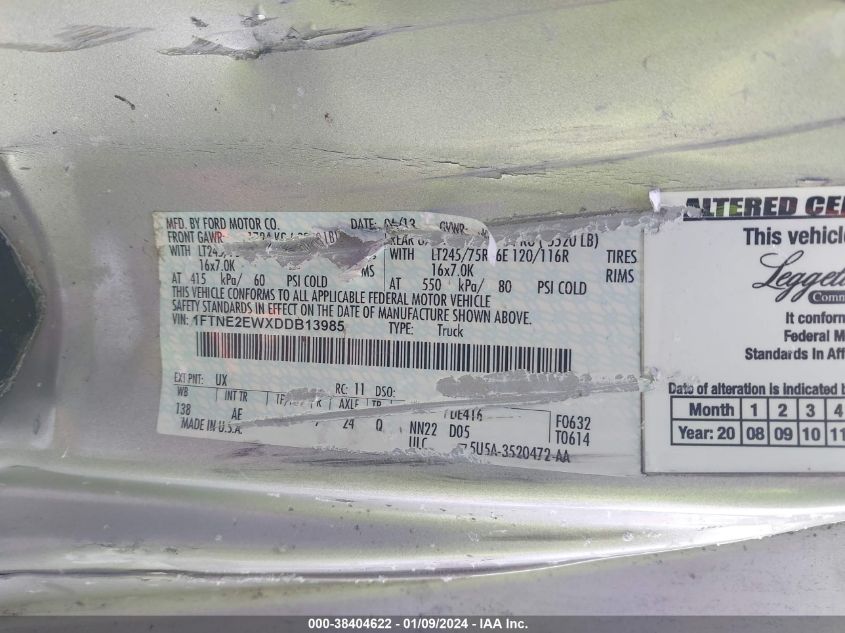 MFD. BY FORD MOTOR CO.
DATE: GVWR:
FRONT GAWR LB) REAR 5520 LB)
WITH WITH LT245/75R 6E 120/116R TIRES
16x7.0K 16x7.0K RIMS
AT 415 kPa/ 60 PSI COLD AT 550 kPa/ 80 PSI COLD
THIS VEHICLE CONFORMS TO ALL APPLICABLE FEDERAL MOTOR VEHICLE
SAFETY STANDARDS IN EFFECT ON THE DATE OF MANUFACTURE SHOWN ABOVE.
VIN: 1FTNE2EWXDDB13985 TYPE: Truck
EXT PNT: UX RC: 11 DSO:
WB INT TR AXLE
138 AE 24 Q F0632
MADE IN U.S.A. NN22 D05 T0614
5U5A-3520472-AA
ALTERED
This vehicl
Leggett
Comm
It conform
Federal M
Standards In Aff
Date of alteration is indicated b
Month 1 2 3 4
Year: 20 08 09 10 11
000-38404622 - 01/09/2024 - IAA Inc.